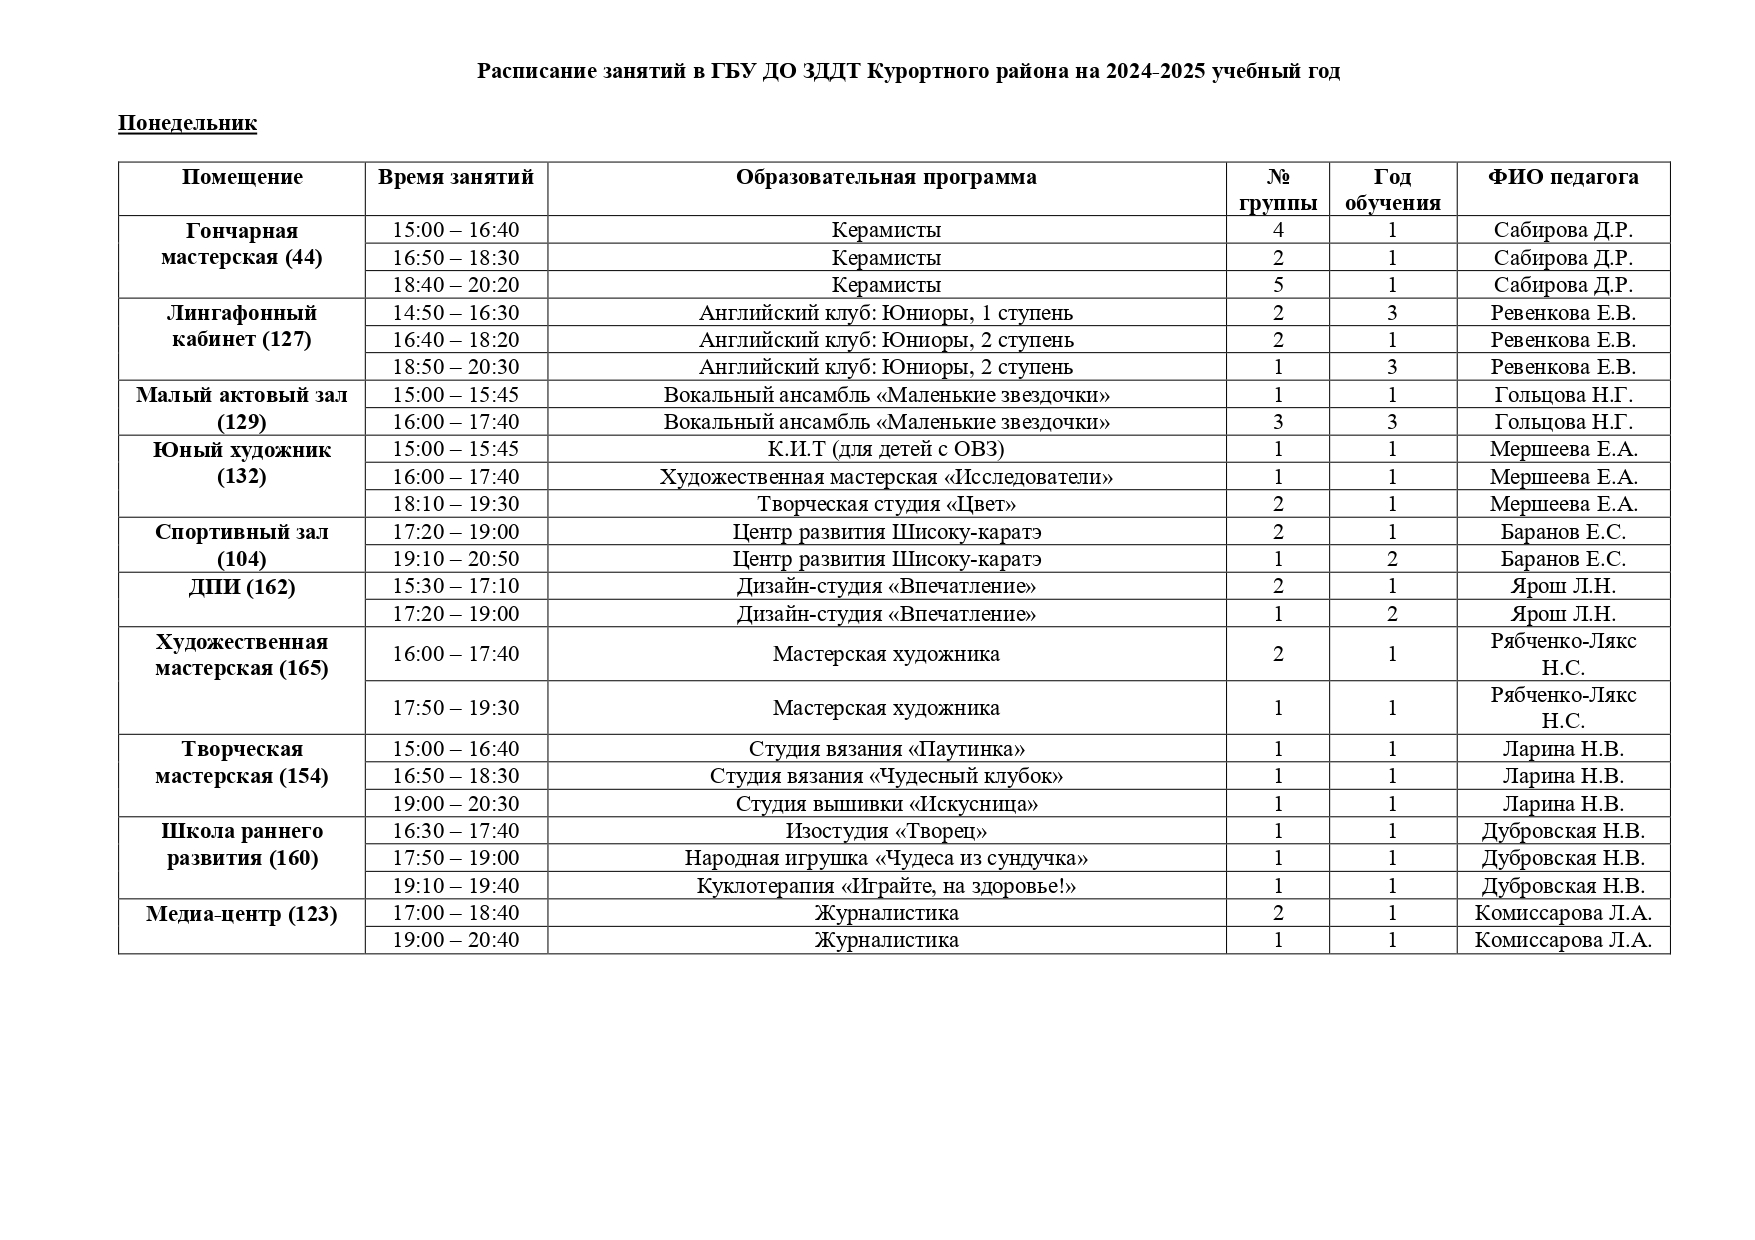 Расписание занятий в ГБУ ДО ЗДДТ Курортного района на 2024-2025 учебный год
Понедельник
Помещение Время занятий Образовательная программа № группы Год обучения ФИО педагога
Гончарная мастерская (44) 15:00 – 16:40 Керамисты 4 1 Сабирова Д.Р.
16:50 – 18:30 Керамисты 2 1 Сабирова Д.Р.
18:40 – 20:20 Керамисты 5 1 Сабирова Д.Р.
Лингафонный кабинет (127) 14:50 – 16:30 Английский клуб: Юниоры, 1 ступень 2 3 Ревенкова Е.В.
16:40 – 18:20 Английский клуб: Юниоры, 2 ступень 2 1 Ревенкова Е.В.
18:50 – 20:30 Английский клуб: Юниоры, 2 ступень 1 3 Ревенкова Е.В.
Малый актовый зал (129) 15:00 – 15:45 Вокальный ансамбль «Маленькие звездочки» 1 1 Гольцова Н.Г.
16:00 – 17:40 Вокальный ансамбль «Маленькие звездочки» 3 3 Гольцова Н.Г.
Юный художник (132) 15:00 – 15:45 К.И.Т (для детей с ОВЗ) 1 1 Мершеева Е.А.
16:00 – 17:40 Художественная мастерская «Исследователи» 1 1 Мершеева Е.А.
18:10 – 19:30 Творческая студия «Цвет» 2 1 Мершеева Е.А.
Спортивный зал (104) 17:20 – 19:00 Центр развития Шисоку-каратэ 2 1 Баранов Е.С.
19:10 – 20:50 Центр развития Шисоку-каратэ 1 2 Баранов Е.С.
ДПИ (162) 15:30 – 17:10 Дизайн-студия «Впечатление» 2 1 Ярош Л.Н.
17:20 – 19:00 Дизайн-студия «Впечатление» 1 2 Ярош Л.Н.
Художественная мастерская (165) 16:00 – 17:40 Мастерская художника 2 1 Рябченко-Лякс Н.С.
17:50 – 19:30 Мастерская художника 1 1 Рябченко-Лякс Н.С.
Творческая мастерская (154) 15:00 – 16:40 Студия вязания «Паутинка» 1 1 Ларина Н.В.
16:50 – 18:30 Студия вязания «Чудесный клубок» 1 1 Ларина Н.В.
19:00 – 20:30 Студия вышивки «Искусница» 1 1 Ларина Н.В.
Школа раннего развития (160) 16:30 – 17:40 Изостудия «Творец» 1 1 Дубровская Н.В.
17:50 – 19:00 Народная игрушка «Чудеса из сундучка» 1 1 Дубровская Н.В.
19:10 – 19:40 Куклотерапия «Играйте, на здоровье!» 1 1 Дубровская Н.В.
Медиа-центр (123) 17:00 – 18:40 Журналистика 2 1 Комиссарова Л.А.
19:00 – 20:40 Журналистика 1 1 Комиссарова Л.А.